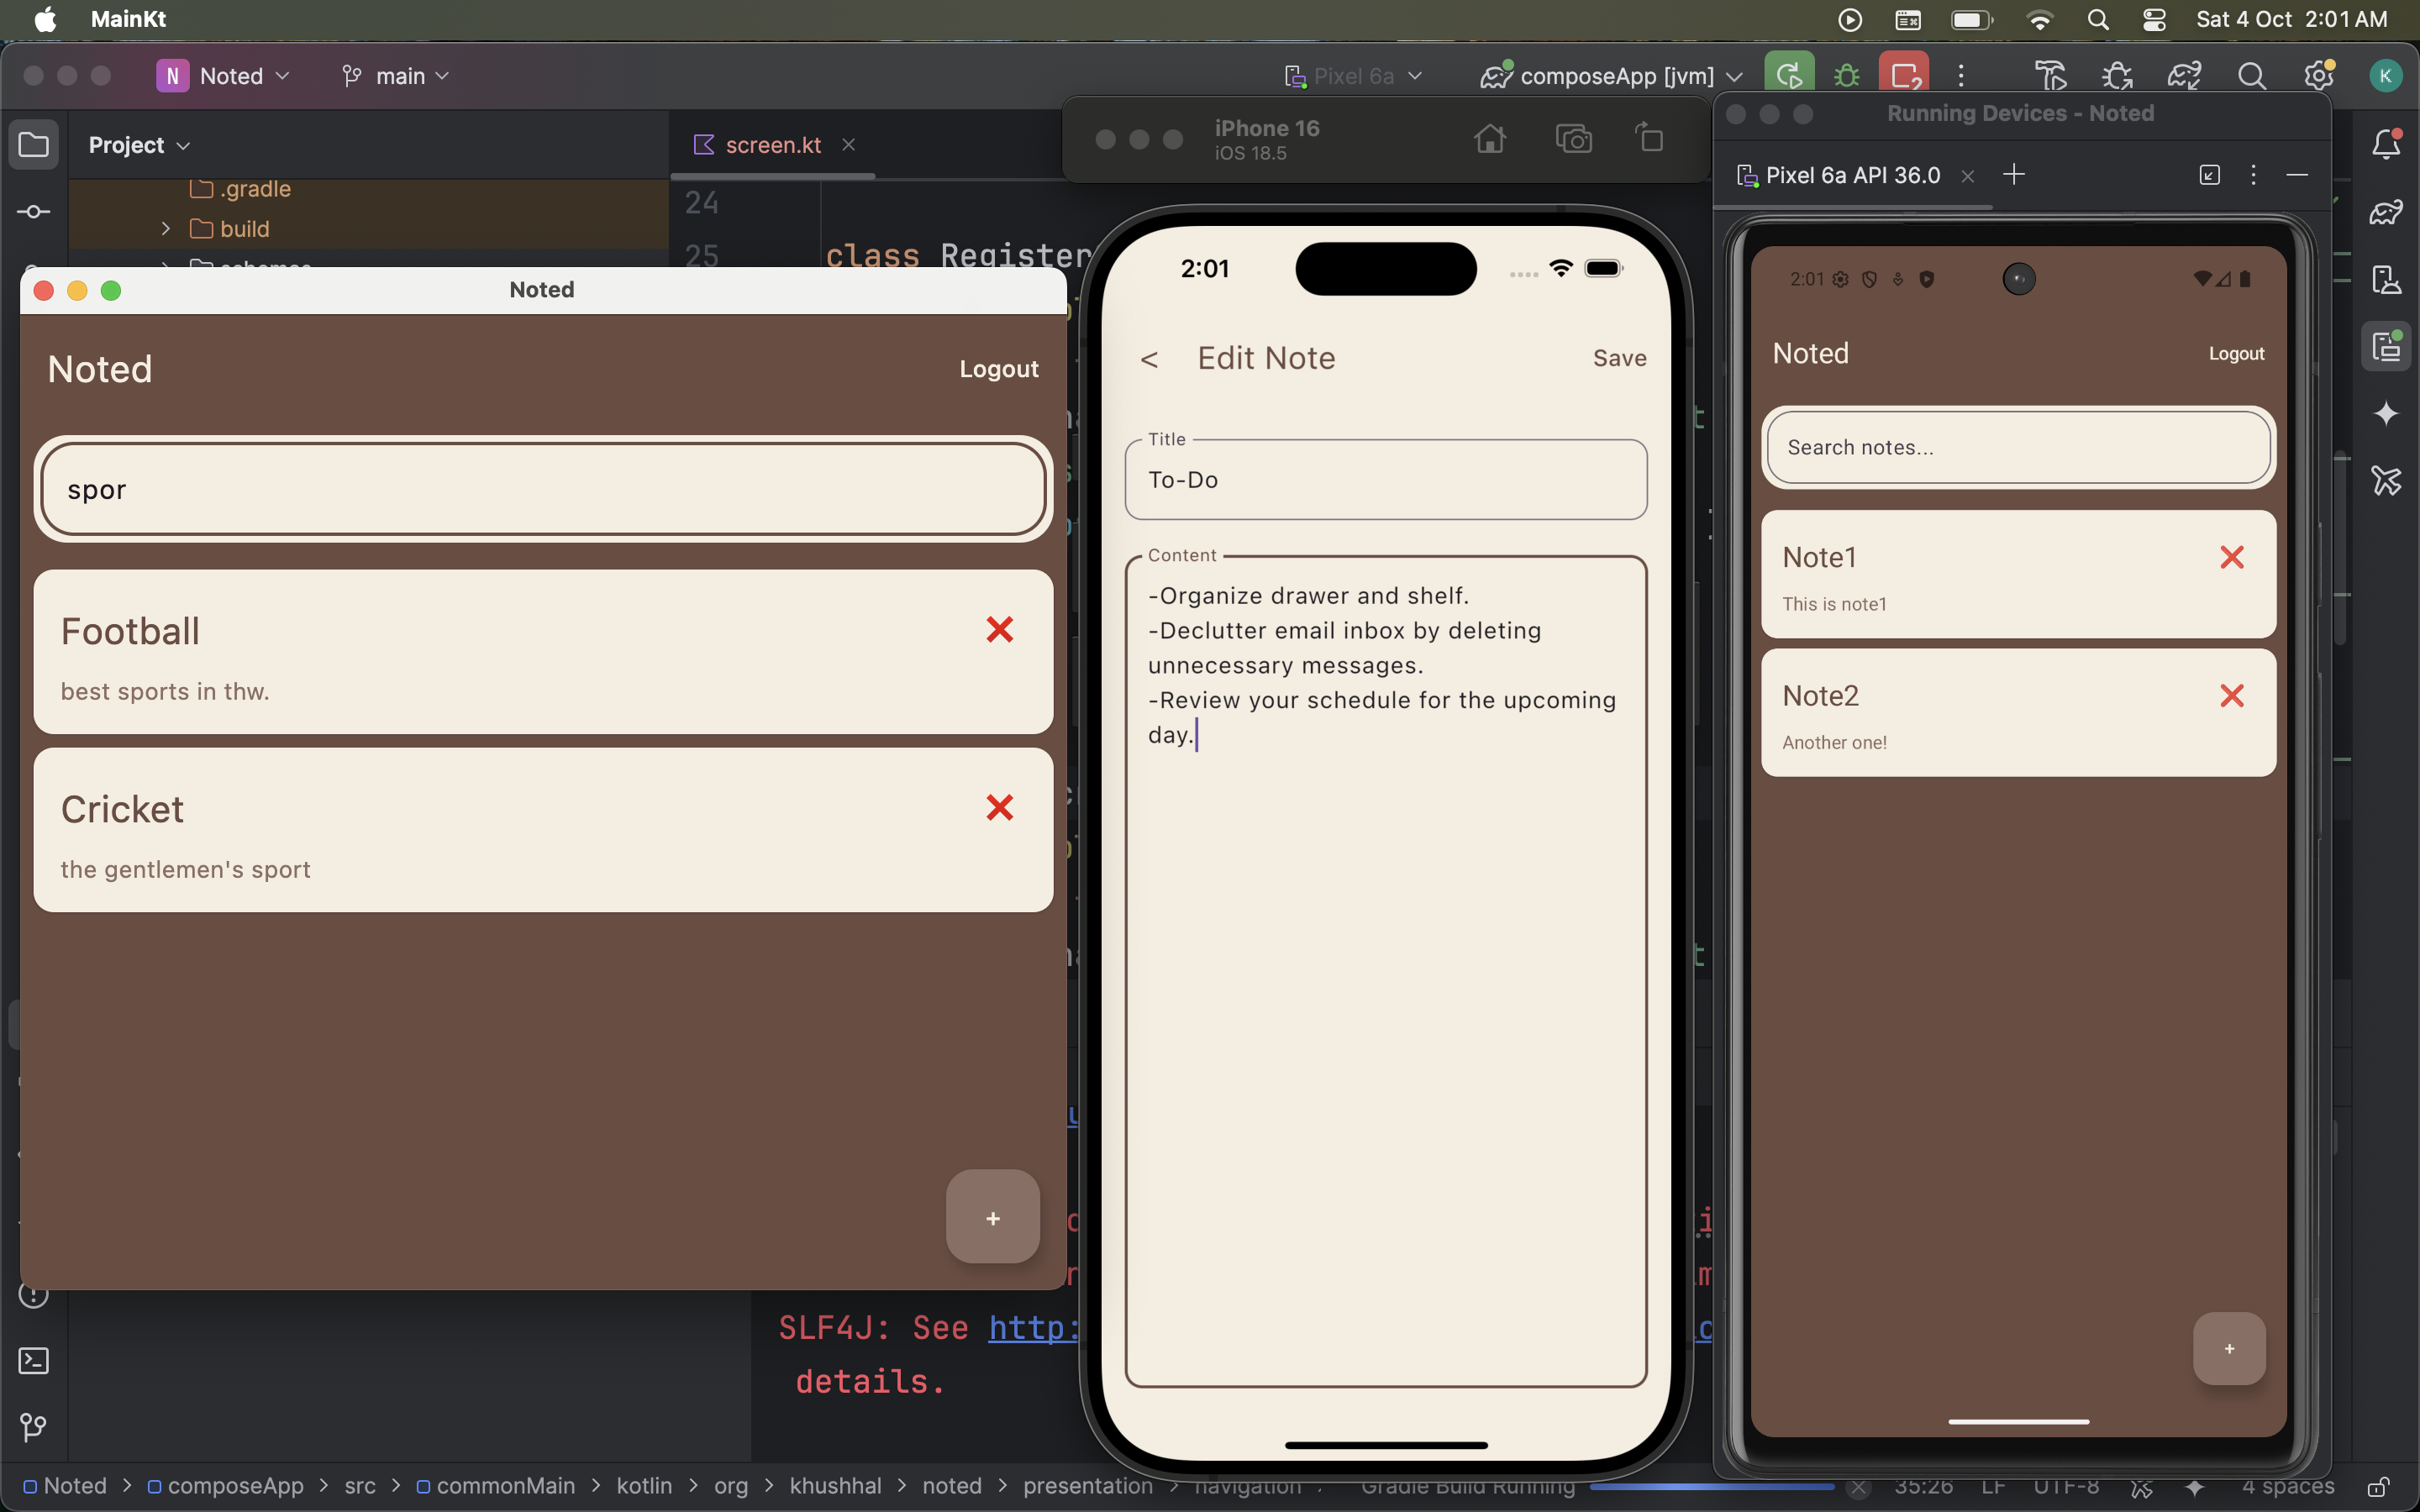 MainKt
Sat 4 Oct 2:01 AM
N Noted
main
Pixel 6a
composeApp [jvm]
2
K
Project
.gradle
build
screen.kt
24
25
class Register
iPhone 16
iOS 18.5
Running Devices - Noted
Pixel 6a API 36.0
Noted
Noted
Logout
spor
Football
best sports in thw.
Cricket
the gentlemen's sport
+
2:01
< Edit Note
Save
Title
To-Do
Content
-Organize drawer and shelf.
-Declutter email inbox by deleting
unnecessary messages.
-Review your schedule for the upcoming
day.
2:01
Noted
Logout
Search notes...
Note1
This is note1
Note2
Another one!
+
SLF4J: See http:
details.
Noted > composeApp > src > commonMain > kotlin > org > khushhal > noted > presentation > navigation
Gradle Build Running
35:26 LF UTF-8 4 spaces